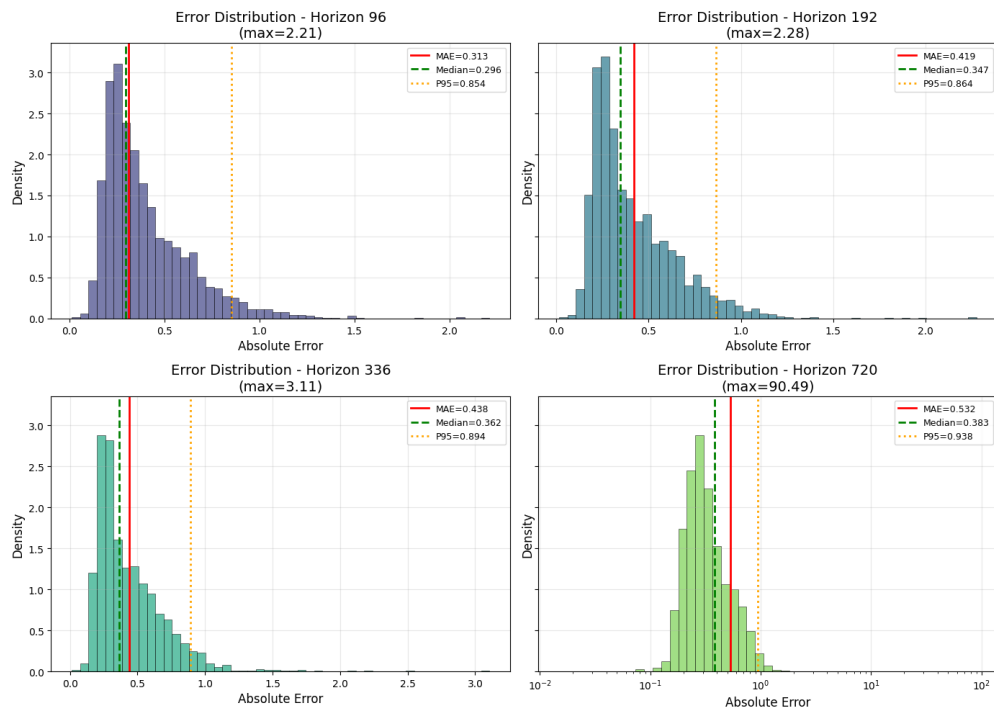 Error Distribution - Horizon 96
(max=2.21)
MAE=0.313
Median=0.296
P95=0.854
Density
3.0
2.5
2.0
1.5
1.0
0.5
0.0
0.0 0.5 1.0 1.5 2.0
Absolute Error
Error Distribution - Horizon 192
(max=2.28)
MAE=0.419
Median=0.347
P95=0.864
Density
0.0 0.5 1.0 1.5 2.0
Absolute Error
Error Distribution - Horizon 336
(max=3.11)
MAE=0.438
Median=0.362
P95=0.894
Density
3.0
2.5
2.0
1.5
1.0
0.5
0.0
0.0 0.5 1.0 1.5 2.0 2.5 3.0
Absolute Error
Error Distribution - Horizon 720
(max=90.49)
MAE=0.532
Median=0.383
P95=0.938
Density
10⁻² 10⁻¹ 10⁰ 10¹ 10²
Absolute Error